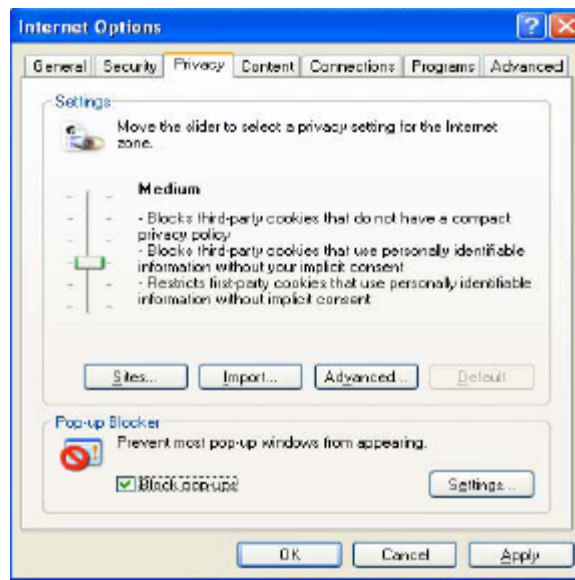 Internet Options
General Security Privacy Content Connections Programs Advanced
Settings
Move the slider to select a privacy setting for the Internet
zone.
Medium
- Blocks third-party cookies that do not have a compact
privacy policy
- Blocks third-party cookies that use personally identifiable
information without your implicit consent
- Restricts first-party cookies that use personally identifiable
information without implicit consent
Sites... Import... Advanced... Default
Pop-up Blocker
Prevent most pop-up windows from appearing.
Block pop-ups Settings...
OK Cancel Apply